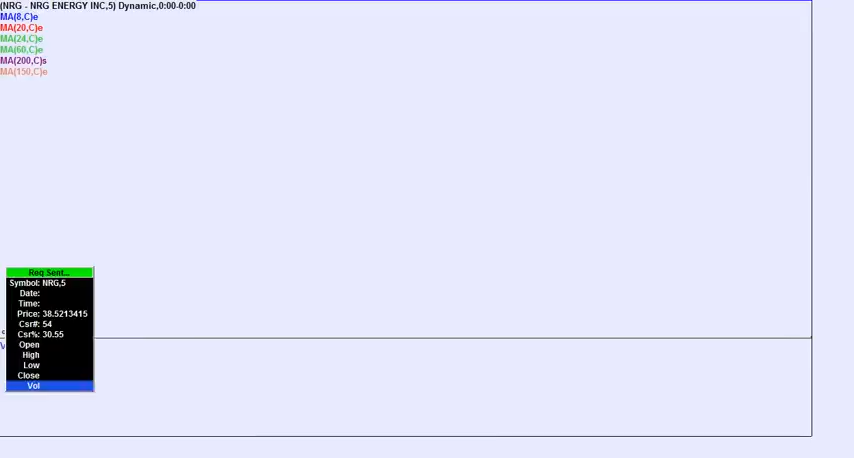 (NRG - NRG ENERGY INC,5) Dynamic,0:00-0:00
MA(8,C)e
MA(20,C)e
MA(24,C)e
MA(60,C)e
MA(200,C)s
MA(150,C)e
Req Sent...
Symbol: NRG,5
Date:
Time:
Price: 38.5213415
Csr#: 54
Csr%: 30.55
Open
High
Low
Close
Vol